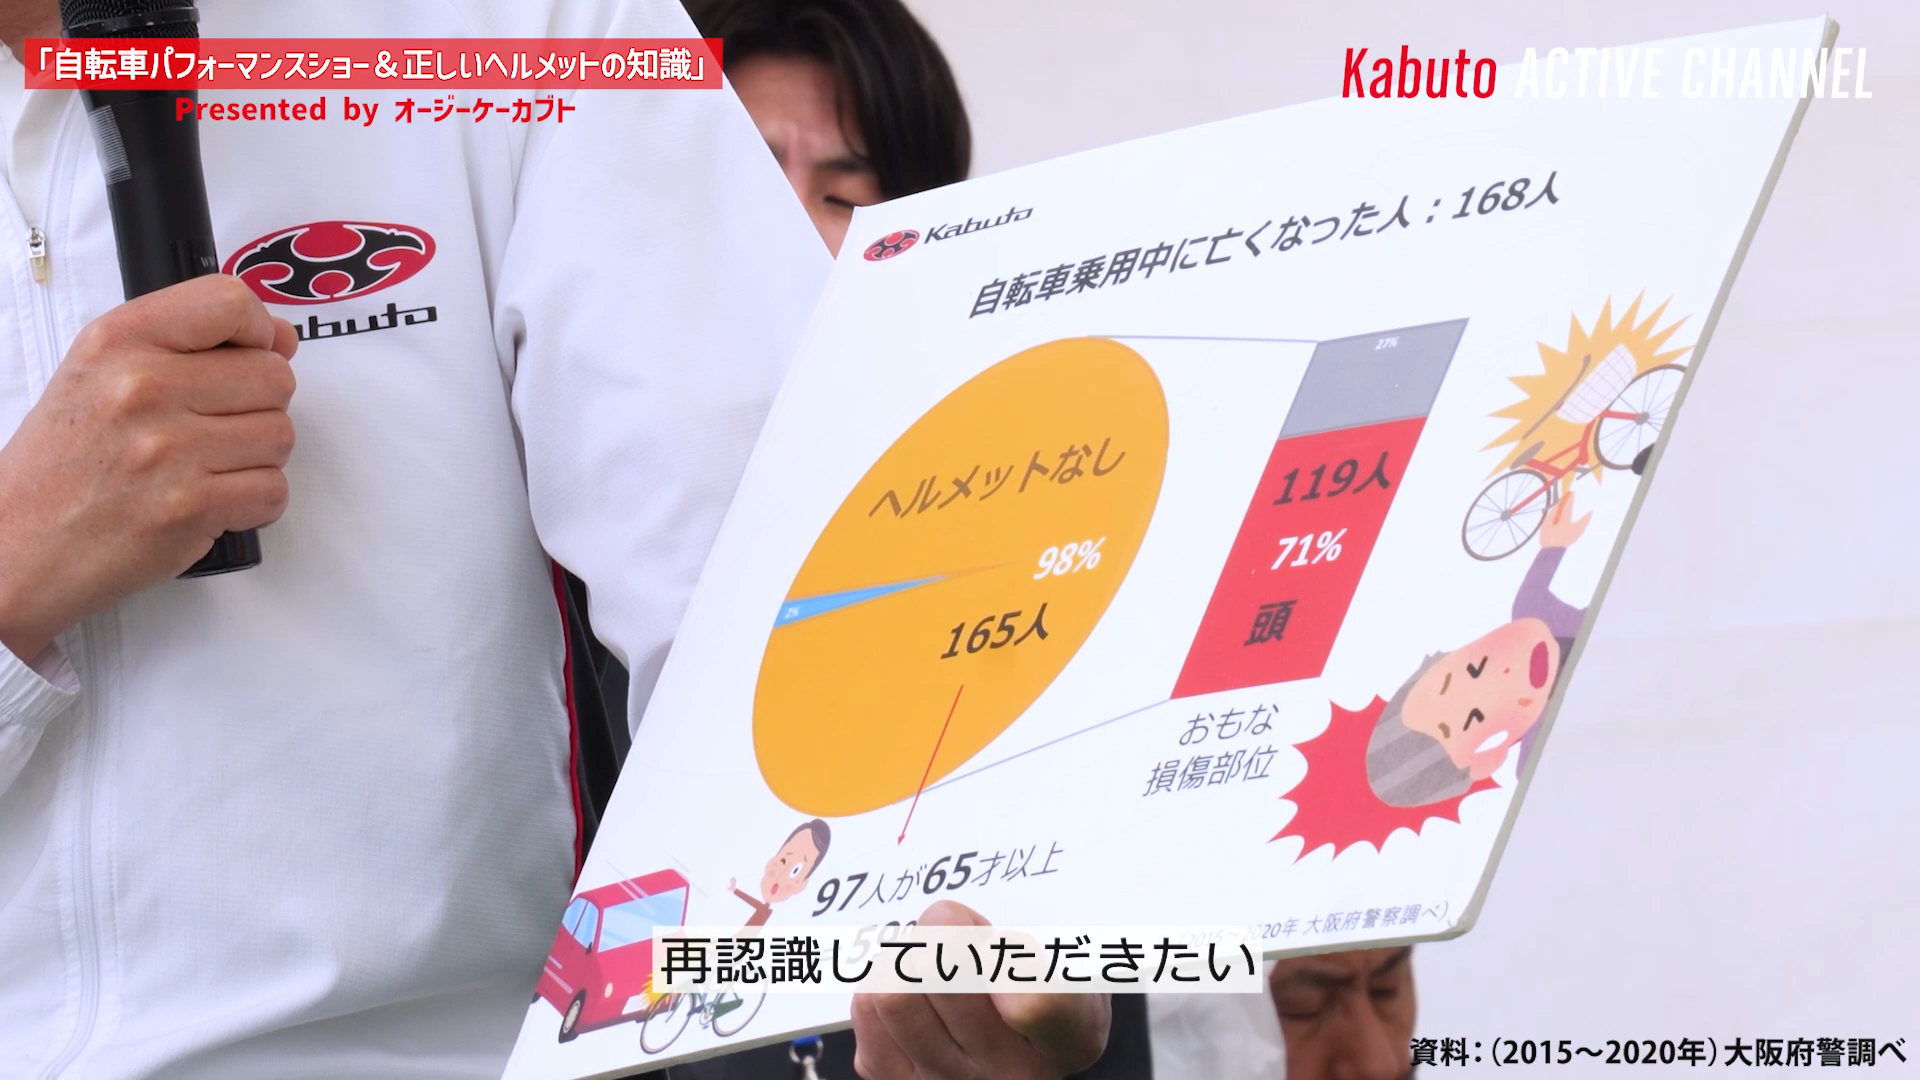 「自転車パフォーマンスショー＆正しいヘルメットの知識」
Presented by オージーケーカブト
Kabuto ACTIVE CHANNEL
Kabuto
自転車乗用中に亡くなった人：168人
27%
ヘルメットなし
98%
2%
165人
119人
71%
頭
おもな
損傷部位
97人が65才以上
2020年 大阪府警察調べ）
再認識していただきたい
資料：（2015〜2020年）大阪府警調べ